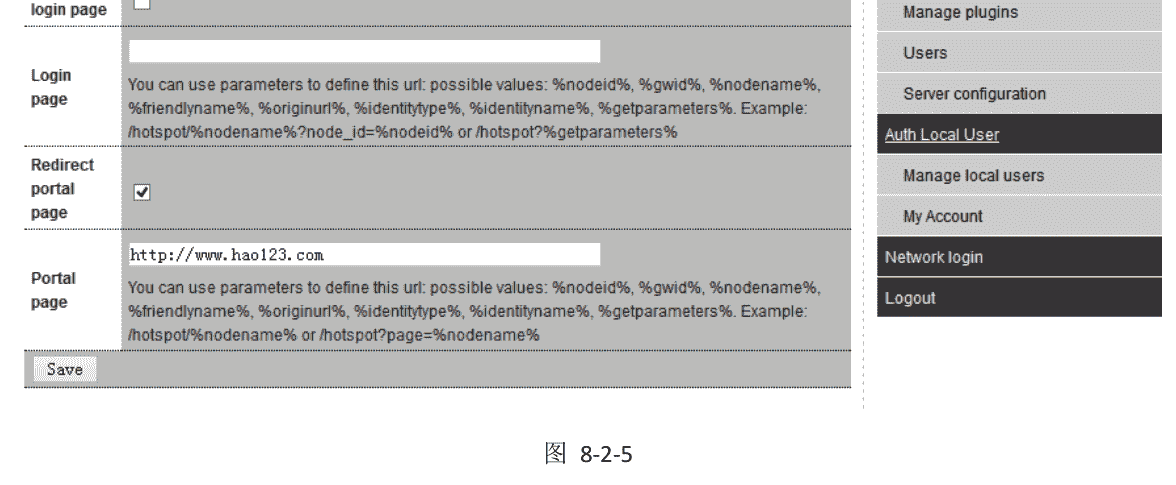 login page
Login
page
You can use parameters to define this url: possible values: %nodeid%, %gwid%, %nodename%,
%friendlyname%, %originurl%, %identitytype%, %identityname%, %getparameters%. Example:
/hotspot/%nodename%?node_id=%nodeid% or /hotspot?%getparameters%
Redirect
portal
page
Portal
page
http://www.hao123.com
You can use parameters to define this url: possible values: %nodeid%, %gwid%, %nodename%,
%friendlyname%, %originurl%, %identitytype%, %identityname%, %getparameters%. Example:
/hotspot/%nodename% or /hotspot?page=%nodename%
Save
Manage plugins
Users
Server configuration
Auth Local User
Manage local users
My Account
Network login
Logout
图 8-2-5